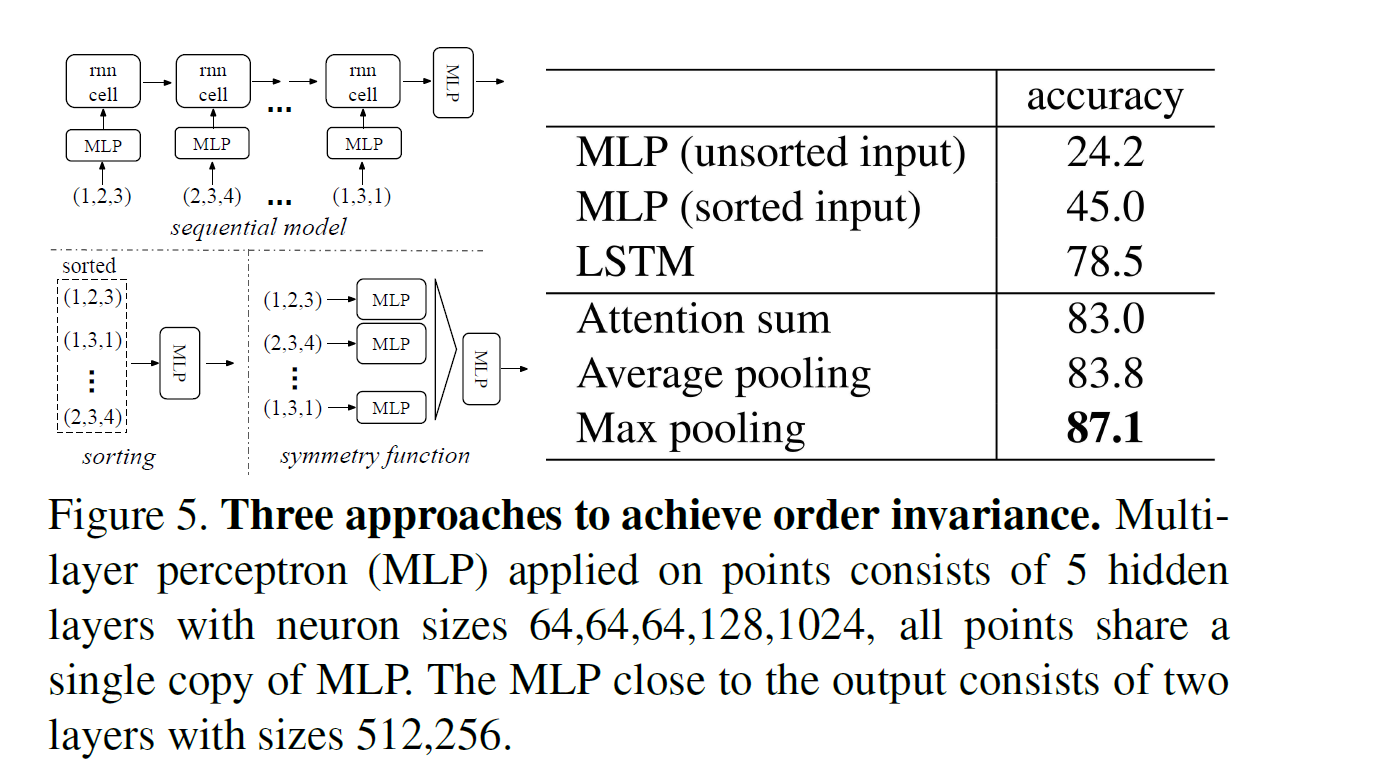 rnn cell
rnn cell
rnn cell
MLP
...
MLP
MLP
MLP
(1,2,3)
(2,3,4)
...
(1,3,1)
sequential model
sorted
(1,2,3)
(1,3,1)
⋮
(2,3,4)
MLP
sorting
(1,2,3)
MLP
(2,3,4)
MLP
⋮
(1,3,1)
MLP
MLP
symmetry function
accuracy
MLP (unsorted input) 24.2
MLP (sorted input) 45.0
LSTM 78.5
Attention sum 83.0
Average pooling 83.8
Max pooling 87.1
Figure 5. Three approaches to achieve order invariance. Multi-
layer perceptron (MLP) applied on points consists of 5 hidden
layers with neuron sizes 64,64,64,128,1024, all points share a
single copy of MLP. The MLP close to the output consists of two
layers with sizes 512,256.